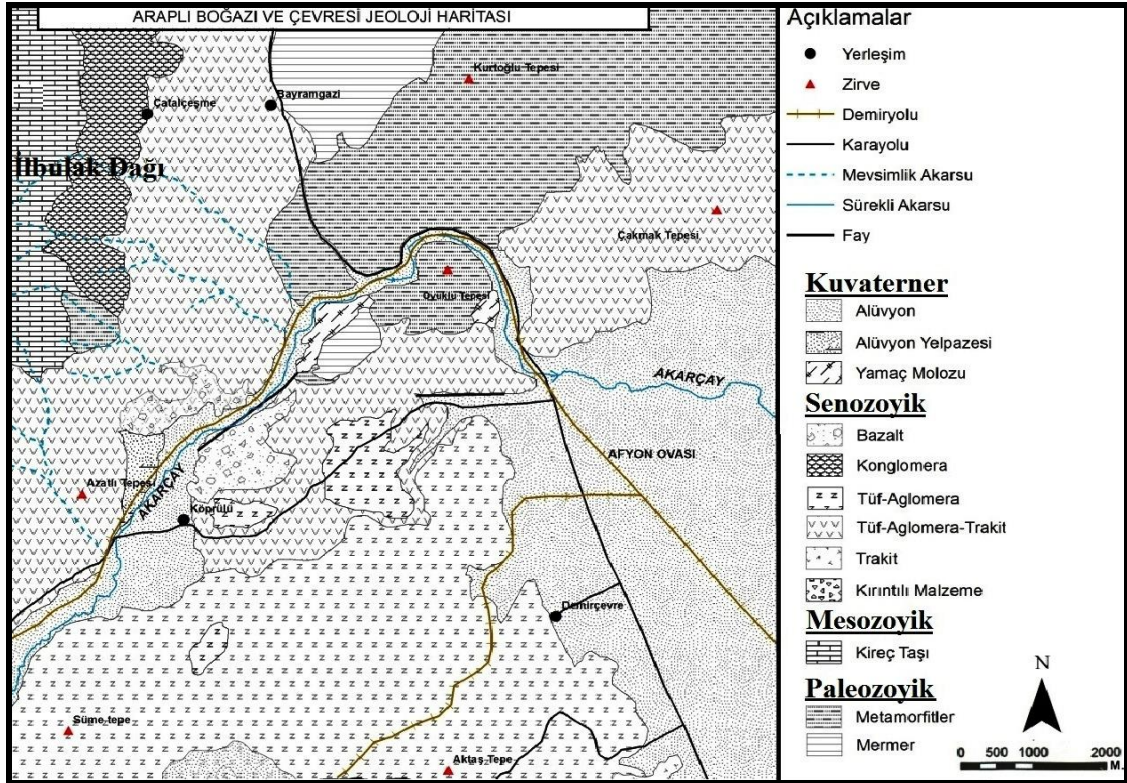 ARAPLI BOĞAZI VE ÇEVRESİ JEOLOJİ HARİTASI
Kurtoğlu Tepesi
Bayramgazi
Çatalçeşme
İlbulak Dağı
Çakmak Tepesi
Oyuklu Tepesi
AKARÇAY
AFYON OVASI
Azatlı Tepesi
AKARÇAY
Köprülü
Demirçevre
Süme tepe
Aktaş Tepe
Açıklamalar
Yerleşim
Zirve
Demiryolu
Karayolu
Mevsimlik Akarsu
Sürekli Akarsu
Fay
Kuvaterner
Alüvyon
Alüvyon Yelpazesi
Yamaç Molozu
Senozoyik
Bazalt
Konglomera
Tüf-Aglomera
Tüf-Aglomera-Trakit
Trakit
Kırıntılı Malzeme
Mesozoyik
Kireç Taşı
Paleozoyik
Metamorfitler
Mermer
N
0 500 1000 2000
M.